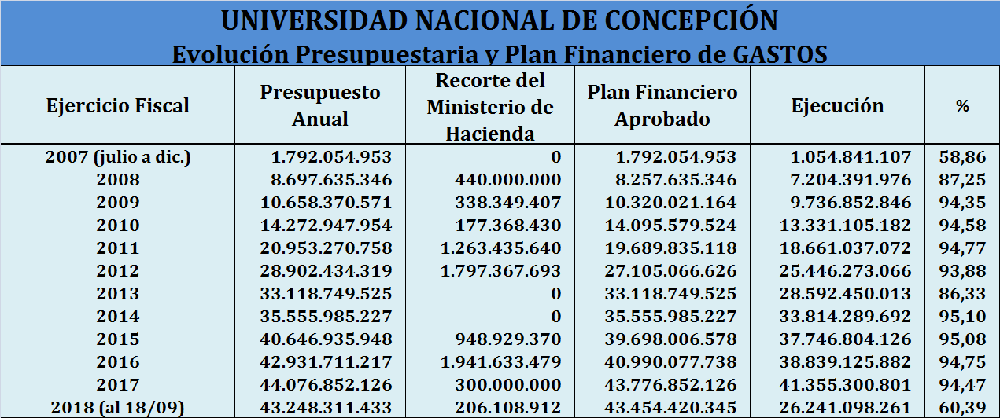 UNIVERSIDAD NACIONAL DE CONCEPCIÓN
Evolución Presupuestaria y Plan Financiero de GASTOS
Ejercicio Fiscal Presupuesto Anual Recorte del Ministerio de Hacienda Plan Financiero Aprobado Ejecución %
2007 (julio a dic.) 1.792.054.953 0 1.792.054.953 1.054.841.107 58,86
2008 8.697.635.346 440.000.000 8.257.635.346 7.204.391.976 87,25
2009 10.658.370.571 338.349.407 10.320.021.164 9.736.852.846 94,35
2010 14.272.947.954 177.368.430 14.095.579.524 13.331.105.182 94,58
2011 20.953.270.758 1.263.435.640 19.689.835.118 18.661.037.072 94,77
2012 28.902.434.319 1.797.367.693 27.105.066.626 25.446.273.066 93,88
2013 33.118.749.525 0 33.118.749.525 28.592.450.013 86,33
2014 35.555.985.227 0 35.555.985.227 33.814.289.692 95,10
2015 40.646.935.948 948.929.370 39.698.006.578 37.746.804.126 95,08
2016 42.931.711.217 1.941.633.479 40.990.077.738 38.839.125.882 94,75
2017 44.076.852.126 300.000.000 43.776.852.126 41.355.300.801 94,47
2018 (al 18/09) 43.248.311.433 206.108.912 43.454.420.345 26.241.098.261 60,39